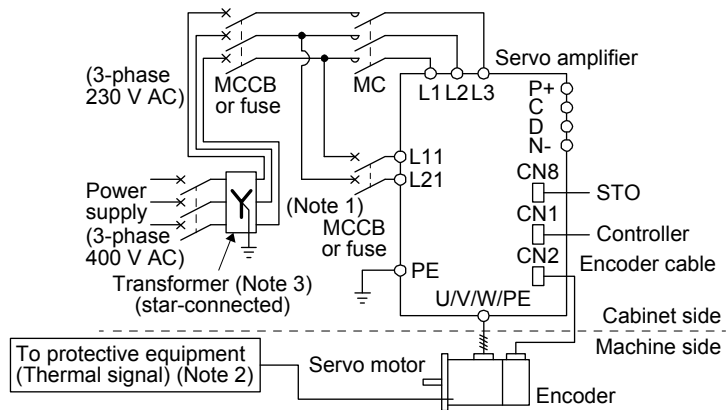 Servo amplifier
(3-phase
230 V AC)
MCCB
or fuse
MC
L1
L2
L3
P+
C
D
N-
L11
L21
CN8
STO
Power
supply
(3-phase
400 V AC)
(Note 1)
MCCB
or fuse
CN1
Controller
CN2
Encoder cable
Transformer (Note 3)
(star-connected)
PE
U/V/W/PE
Cabinet side
Machine side
To protective equipment
(Thermal signal) (Note 2)
Servo motor
Encoder